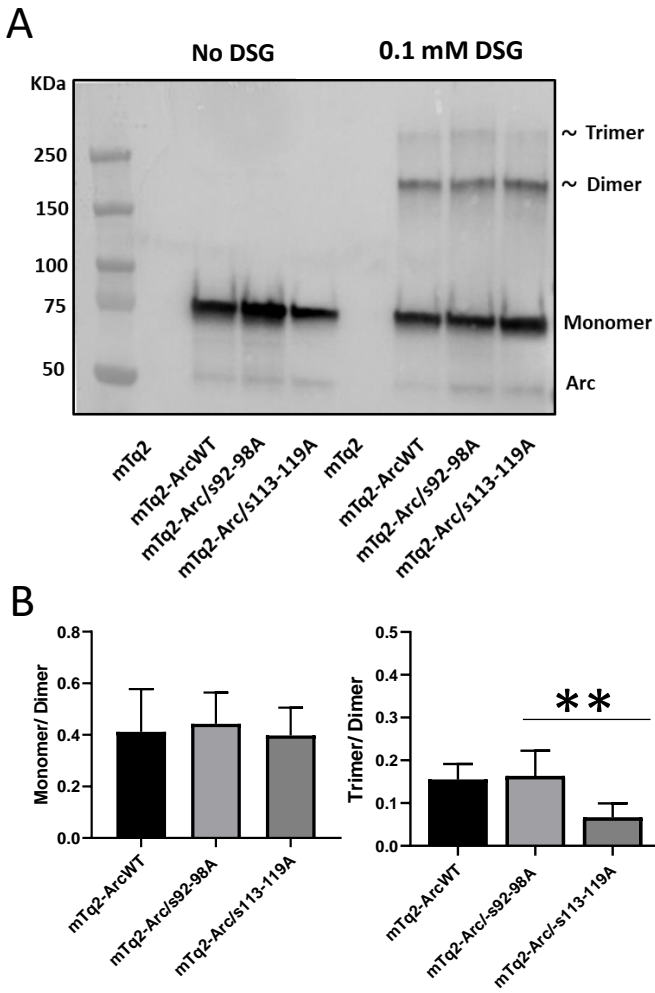 A
No DSG
0.1 mM DSG
KDa
250
150
100
75
50
~ Trimer
~ Dimer
Monomer
Arc
mTq2
mTq2-ArcWT
mTq2-Arc/s92-98A
mTq2-Arc/s113-119A
mTq2
mTq2-ArcWT
mTq2-Arc/s92-98A
mTq2-Arc/s113-119A
B
Monomer/ Dimer
0.8
0.6
0.4
0.2
0.0
mTq2-ArcWT
mTq2-Arc/s92-98A
mTq2-Arc/s113-119A
Trimer/ Dimer
0.5
0.4
0.3
0.2
0.1
0.0
**
mTq2-ArcWT
mTq2-Arc/-s92-98A
mTq2-Arc/-s113-119A